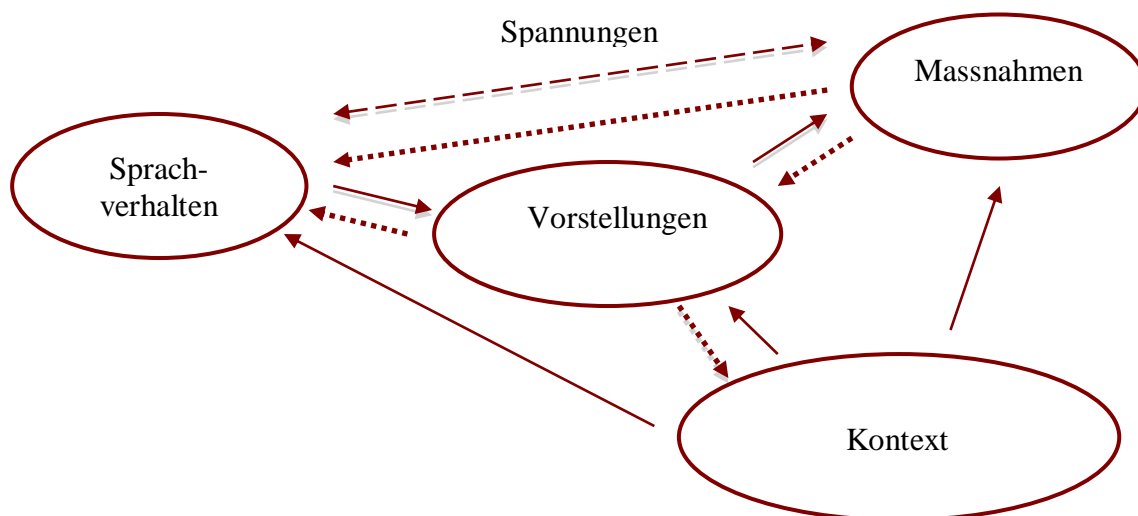 Spannungen
Massnahmen
Sprach-
verhalten
Vorstellungen
Kontext